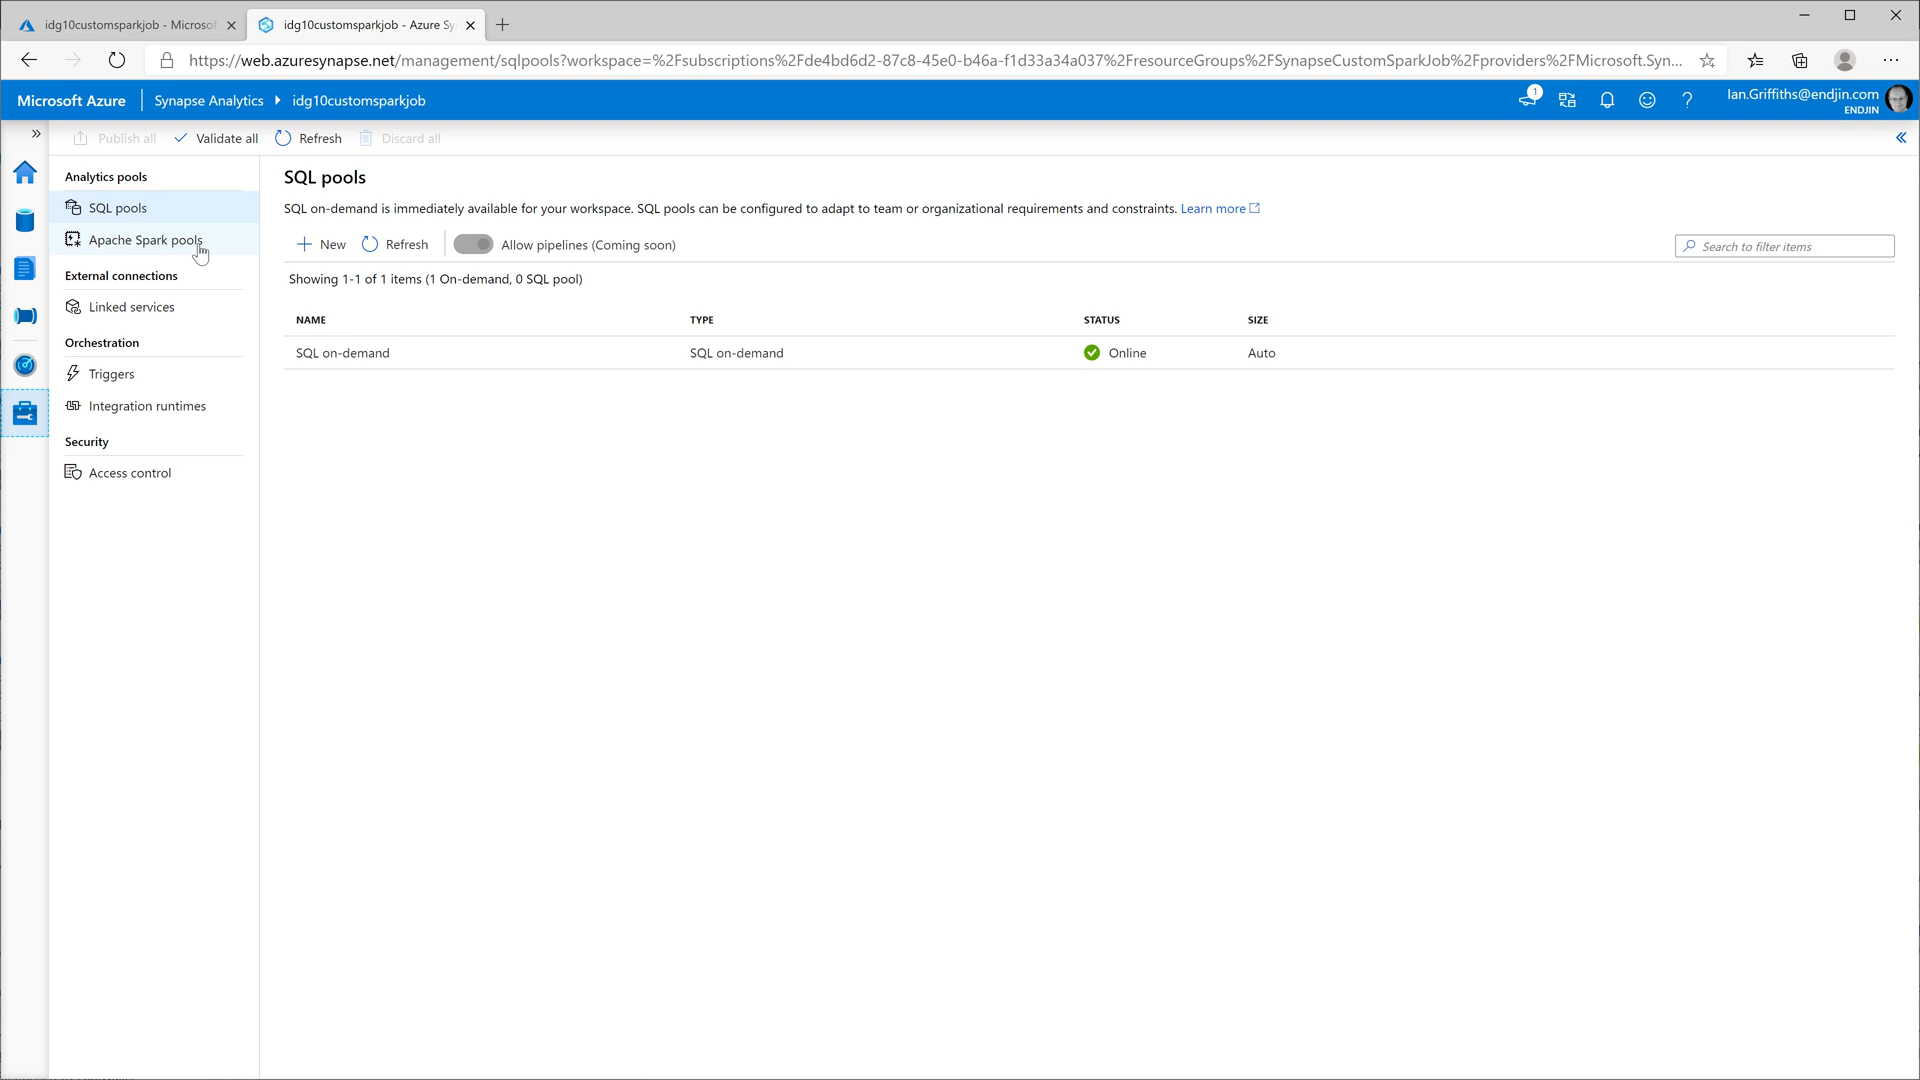 idg10customsparkjob - Microsof
idg10customsparkjob - Azure Sy
https://web.azuresynapse.net/management/sqlpools?workspace=%2Fsubscriptions%2Fde4bd6d2-87c8-45e0-b46a-f1d33a34a037%2FresourceGroups%2FSynapseCustomSparkJob%2Fproviders%2FMicrosoft.Syn...
Microsoft Azure
Synapse Analytics
idg10customsparkjob
1
?
Ian.Griffiths@endjin.com
ENDJIN
Publish all
Validate all
Refresh
Discard all
Analytics pools
SQL pools
Apache Spark pools
External connections
Linked services
Orchestration
Triggers
Integration runtimes
Security
Access control
SQL pools
SQL on-demand is immediately available for your workspace. SQL pools can be configured to adapt to team or organizational requirements and constraints. Learn more
New
Refresh
Allow pipelines (Coming soon)
Search to filter items
Showing 1-1 of 1 items (1 On-demand, 0 SQL pool)
NAME TYPE STATUS SIZE
SQL on-demand SQL on-demand Online Auto